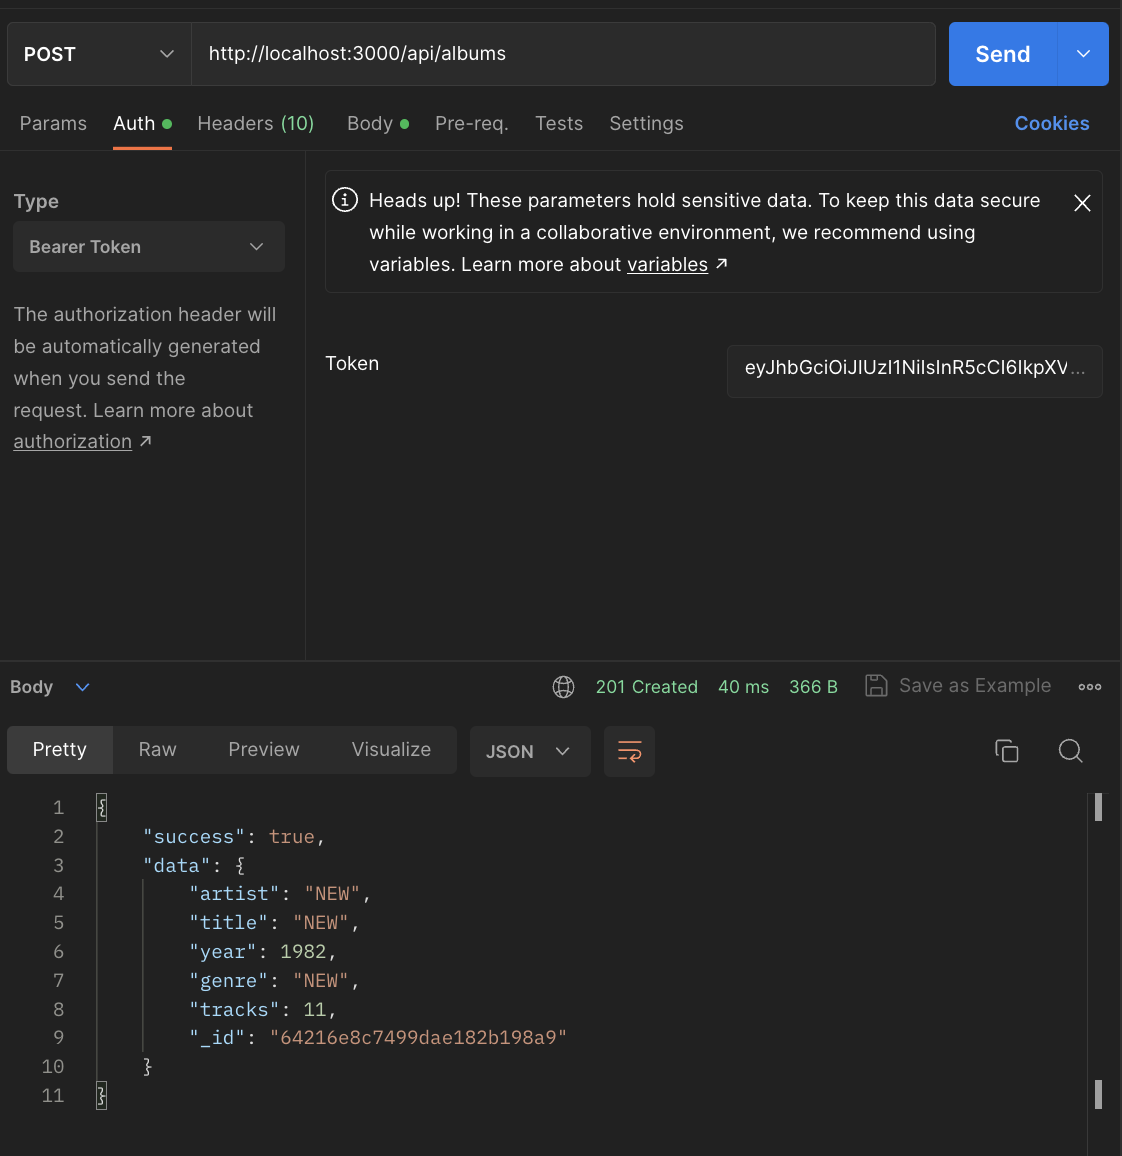 POST http://localhost:3000/api/albums Send
Params Auth Headers (10) Body Pre-req. Tests Settings Cookies
Type
Bearer Token
The authorization header will
be automatically generated
when you send the
request. Learn more about
authorization ↗
Heads up! These parameters hold sensitive data. To keep this data secure
while working in a collaborative environment, we recommend using
variables. Learn more about variables ↗
Token eyJhbGciOiJIUzI1NiIsInR5cCI6IkpXV...
Body 201 Created 40 ms 366 B Save as Example
Pretty Raw Preview Visualize JSON
1 {
2 "success": true,
3 "data": {
4 "artist": "NEW",
5 "title": "NEW",
6 "year": 1982,
7 "genre": "NEW",
8 "tracks": 11,
9 "_id": "64216e8c7499dae182b198a9"
10 }
11 }